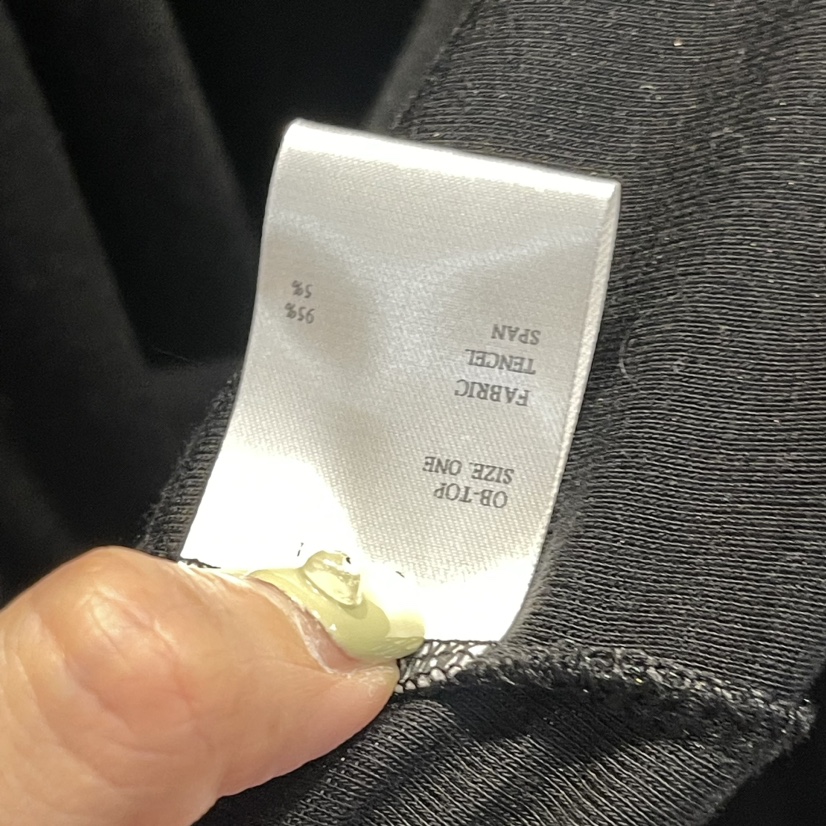 OB-TOP
SIZE. ONE
FABRIC
TENCEL 95%
SPAN 5%